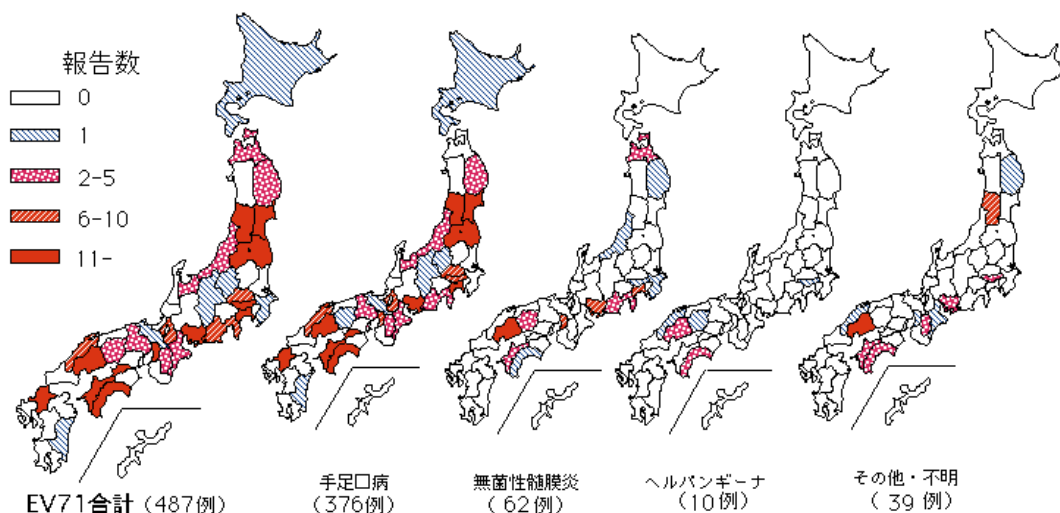 報告数
0
1
2-5
6-10
11-
EV71合計 (487例)
手足口病
(376例)
無菌性髄膜炎
(62例)
ヘルパンギーナ
(10例)
その他・不明
( 39 例)